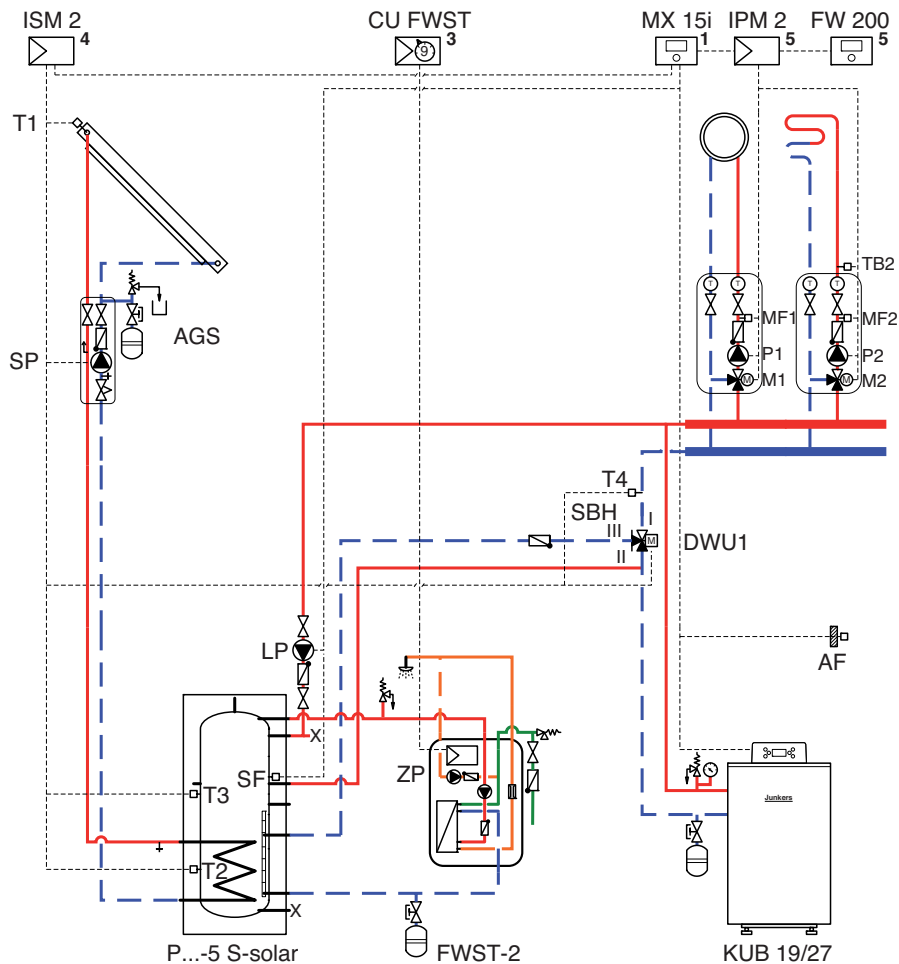 ISM 2 CU FWST MX 15i IPM 2 FW 200
4 9 3 1 5 5
T1
T T T T TB2
AGS MF1 MF2
SP P1 P2
M M1 M M2
T4
SBH I
III M DWU1
II
LP AF
X
SF ZP
T3 Junkers
T2
X
P...-5 S-solar FWST-2 KUB 19/27